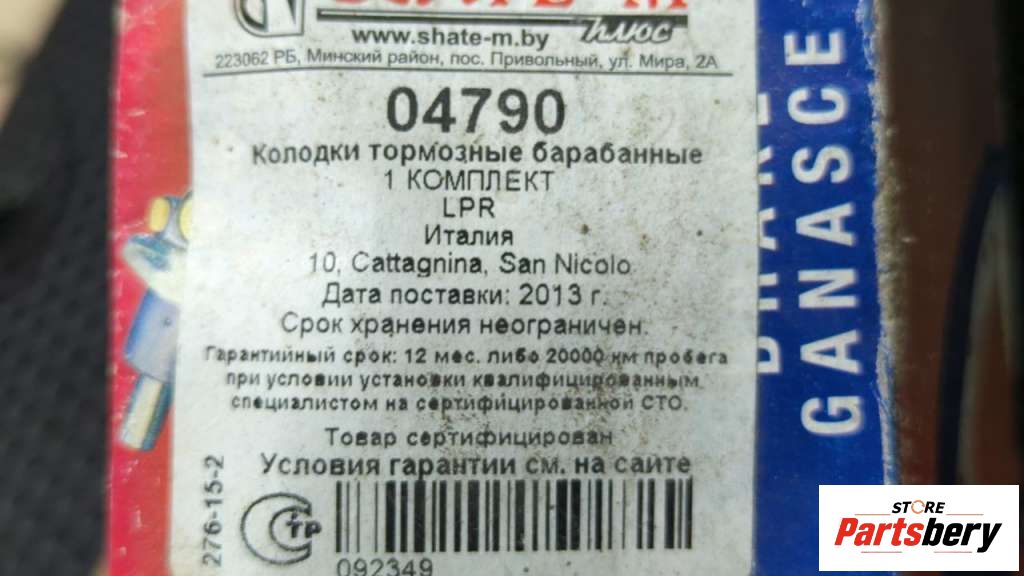 SHATE-M
плюс
www.shate-m.by
223062 РБ, Минский район, пос. Привольный, ул. Мира, 2А
04790
Колодки тормозные барабанные
1 КОМПЛЕКТ
LPR
Италия
10, Cattagnina, San Nicolo
Дата поставки: 2013 г.
Срок хранения неограничен.
Гарантийный срок: 12 мес. либо 20000 км пробега
при условии установки квалифицированным
специалистом на сертифицированной СТО.
Товар сертифицирован
Условия гарантии см. на сайте
276-15-2
ТР
092349
GANASCE
STORE
Partsbery